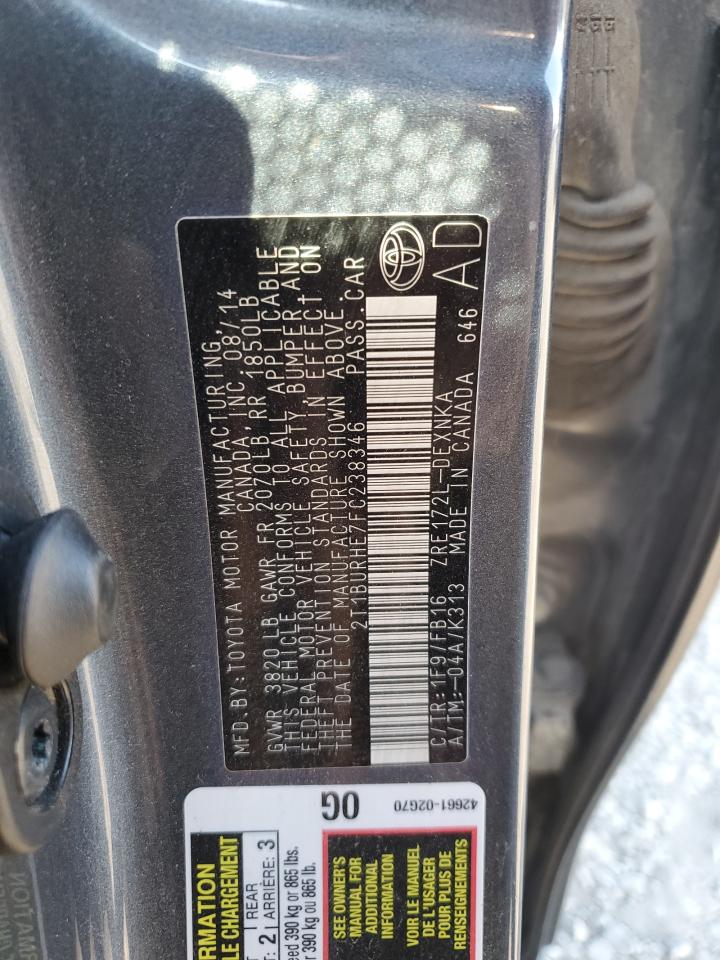 MFD. BY: TOYOTA MOTOR MANUFACTURING,
CANADA, INC. 08/14
GVWR 3820 LB GAWR FR 2070LB, RR 1850LB
THIS VEHICLE CONFORMS TO ALL APPLICABLE
FEDERAL MOTOR VEHICLE SAFETY, BUMPER AND
THEFT PREVENTION STANDARDS IN EFFECT ON
THE DATE OF MANUFACTURE SHOWN ABOVE.
2T1BURHE7FC238346 PASS. CAR
C/TR: 1F9/FB16 ZRE172L-DEXNKA
A/TM: -04A/K313 MADE IN CANADA 646
AD
REAR
2 ARRIÈRE: 3
390 kg or 865 lbs.
390 kg ou 865 lb.
0G
SEE OWNER'S
MANUAL FOR
ADDITIONAL
INFORMATION
VOIR LE MANUEL
DE L'USAGER
POUR PLUS DE
RENSEIGNEMENTS
42661-02G70